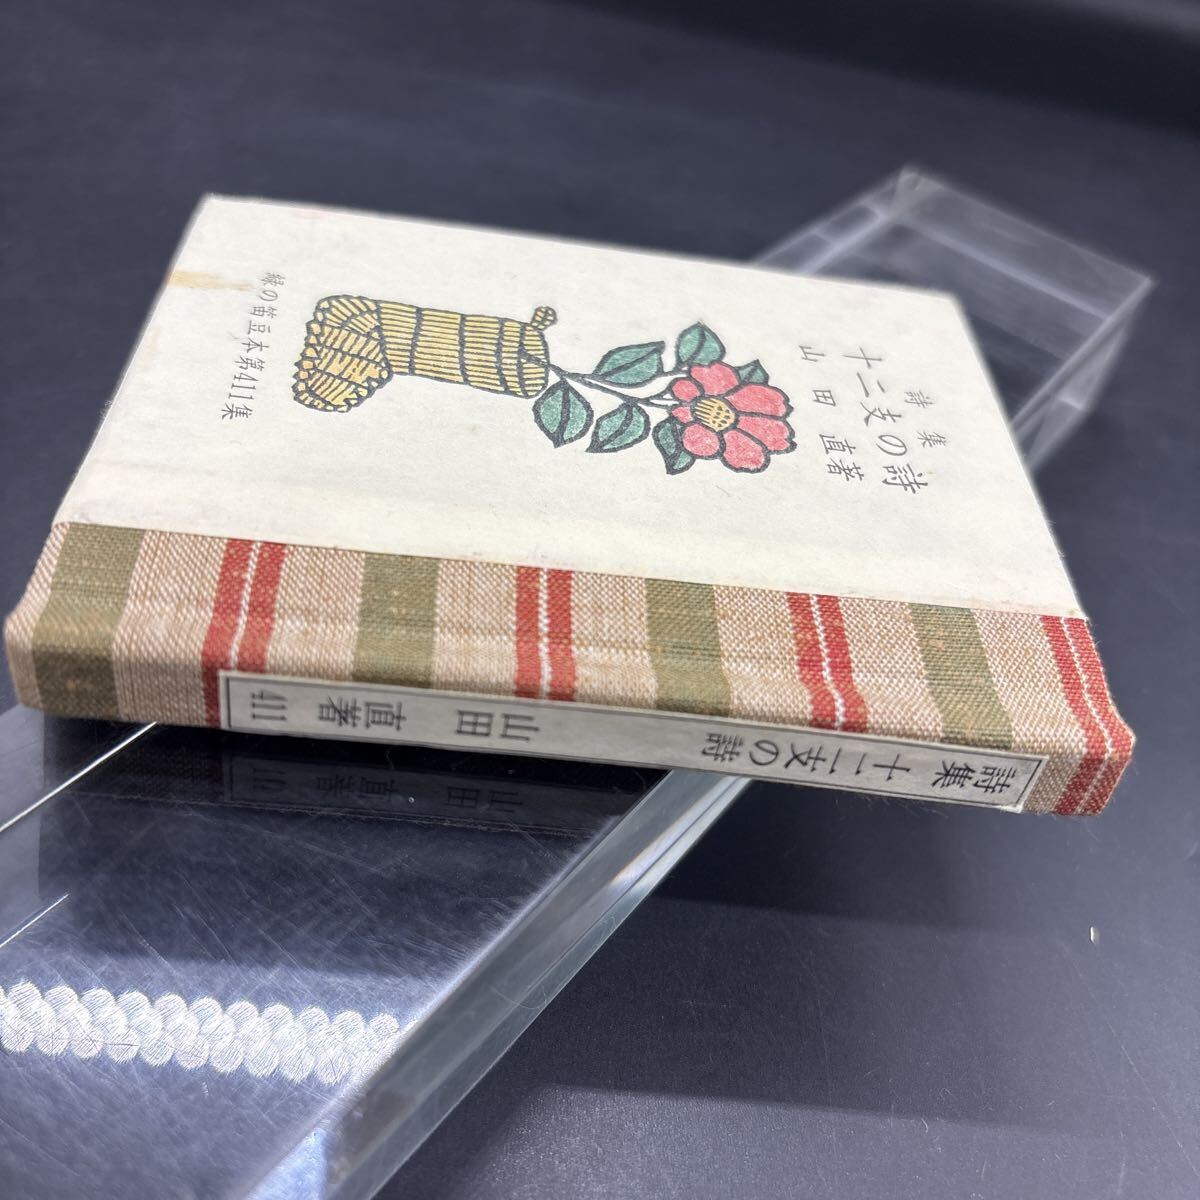 詩集
十二支の詩
山田 直著
緑の笛豆本第411集
詩集 十二支の詩 山田 直著 411